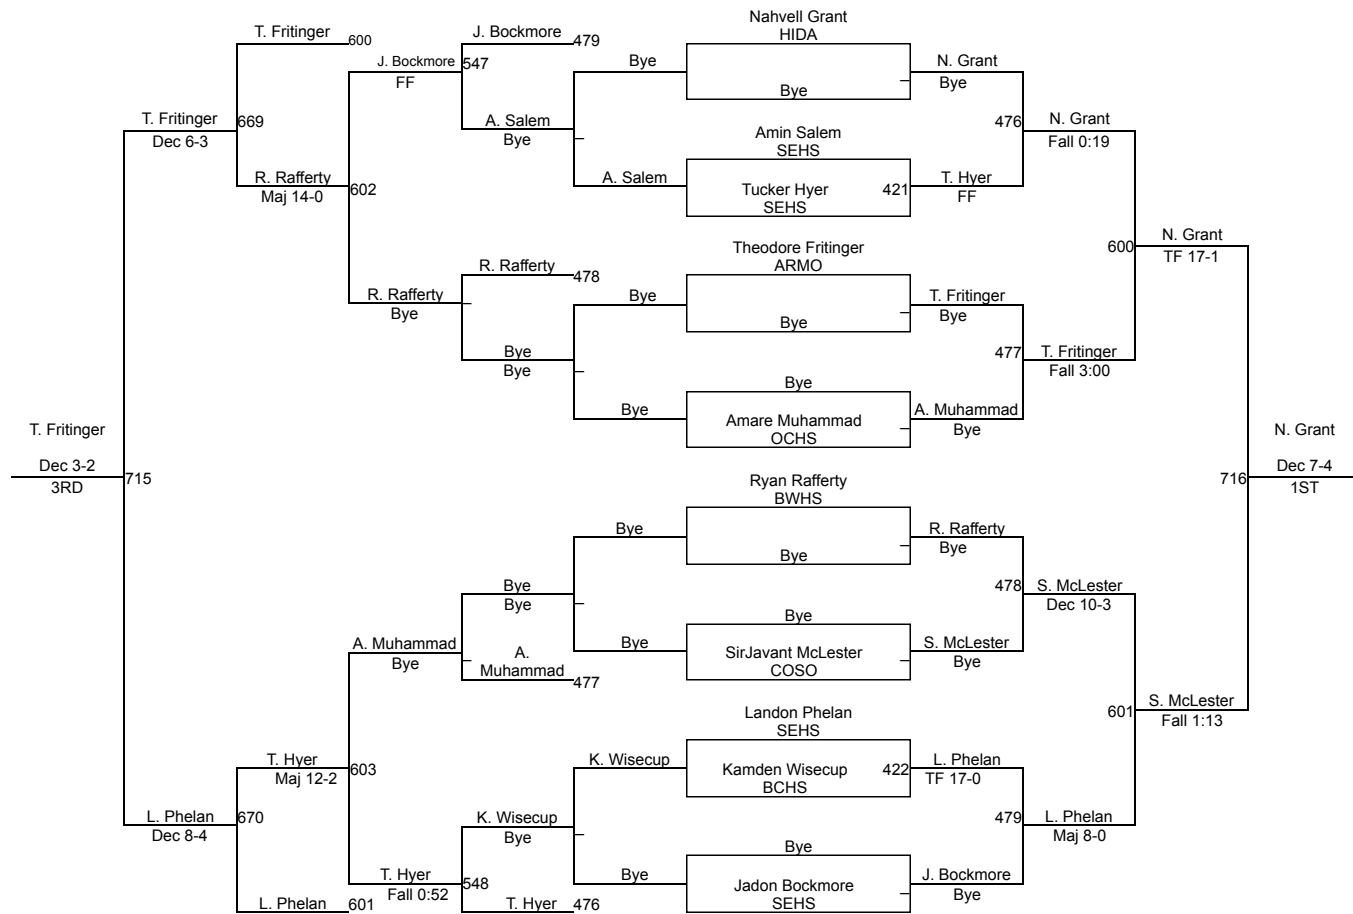 Nahvell Grant
HIDA
T. Fritinger
600
J. Bockmore
479
J. Bockmore
547
FF
Bye
Bye
N. Grant
Bye
T. Fritinger
669
Dec 6-3
A. Salem
Bye
Amin Salem
SEHS
476
N. Grant
Fall 0:19
R. Rafferty
Maj 14-0
602
A. Salem
Tucker Hyer
SEHS
421
T. Hyer
FF
Theodore Fritinger
ARMO
600
N. Grant
TF 17-1
R. Rafferty
478
R. Rafferty
Bye
Bye
Bye
T. Fritinger
Bye
Bye
Bye
477
T. Fritinger
Fall 3:00
Bye
Bye
Amare Muhammad
OCHS
A. Muhammad
Bye
T. Fritinger
Dec 3-2
3RD
715
N. Grant
716
Dec 7-4
1ST
Ryan Rafferty
BWHS
Bye
Bye
R. Rafferty
Bye
Bye
Bye
478
S. McLester
Dec 10-3
A. Muhammad
Bye
A.
Muhammad
477
Bye
Bye
SirJavant McLester
COSO
S. McLester
Bye
601
S. McLester
Fall 1:13
Landon Phelan
SEHS
T. Hyer
Maj 12-2
603
K. Wisecup
Kamden Wisecup
BCHS
422
L. Phelan
TF 17-0
L. Phelan
670
Dec 8-4
K. Wisecup
Bye
479
L. Phelan
Maj 8-0
T. Hyer
Fall 0:52
548
Bye
Bye
Jadon Bockmore
SEHS
J. Bockmore
Bye
L. Phelan
601
T. Hyer
476